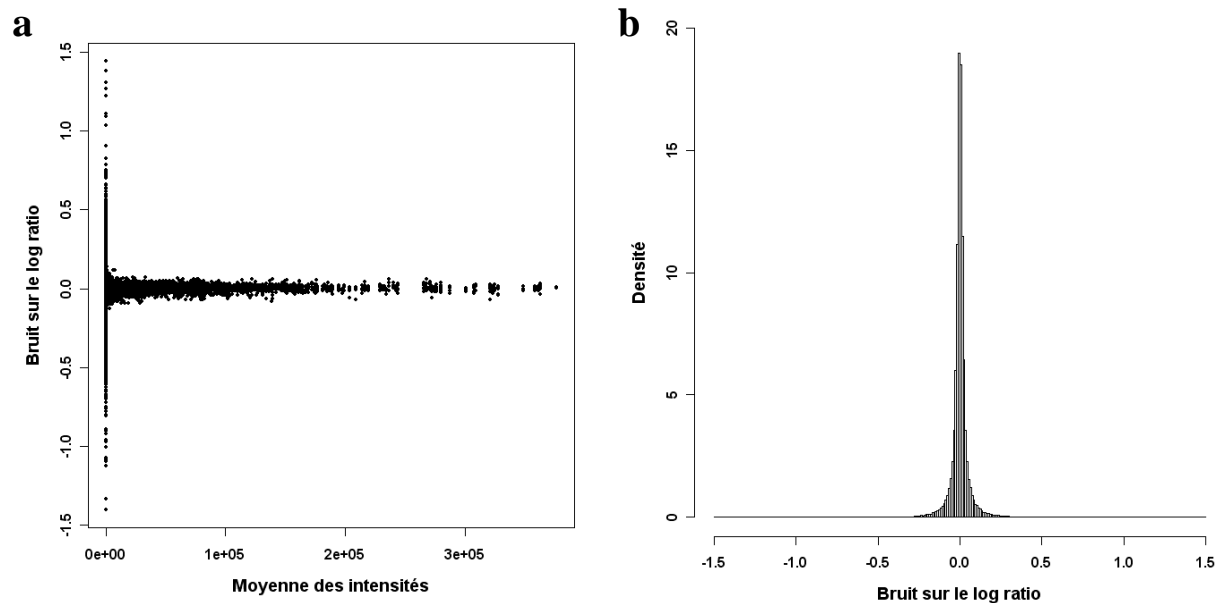 a
1.5
1.0
0.5
0.0
-0.5
-1.0
-1.5
Bruit sur le log ratio
0e+00 1e+05 2e+05 3e+05
Moyenne des intensités
b
20
15
10
5
0
Densité
-1.5 -1.0 -0.5 0.0 0.5 1.0 1.5
Bruit sur le log ratio